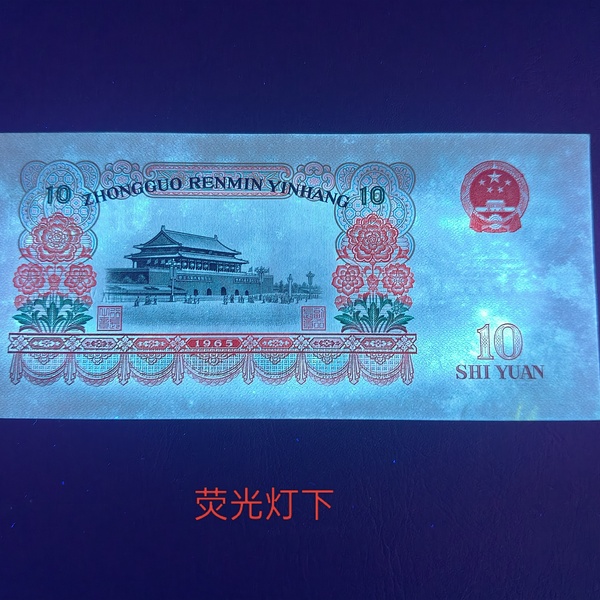 10 ZHONGGUO RENMIN YINHANG 10
1965
10
SHI YUAN
荧光灯下